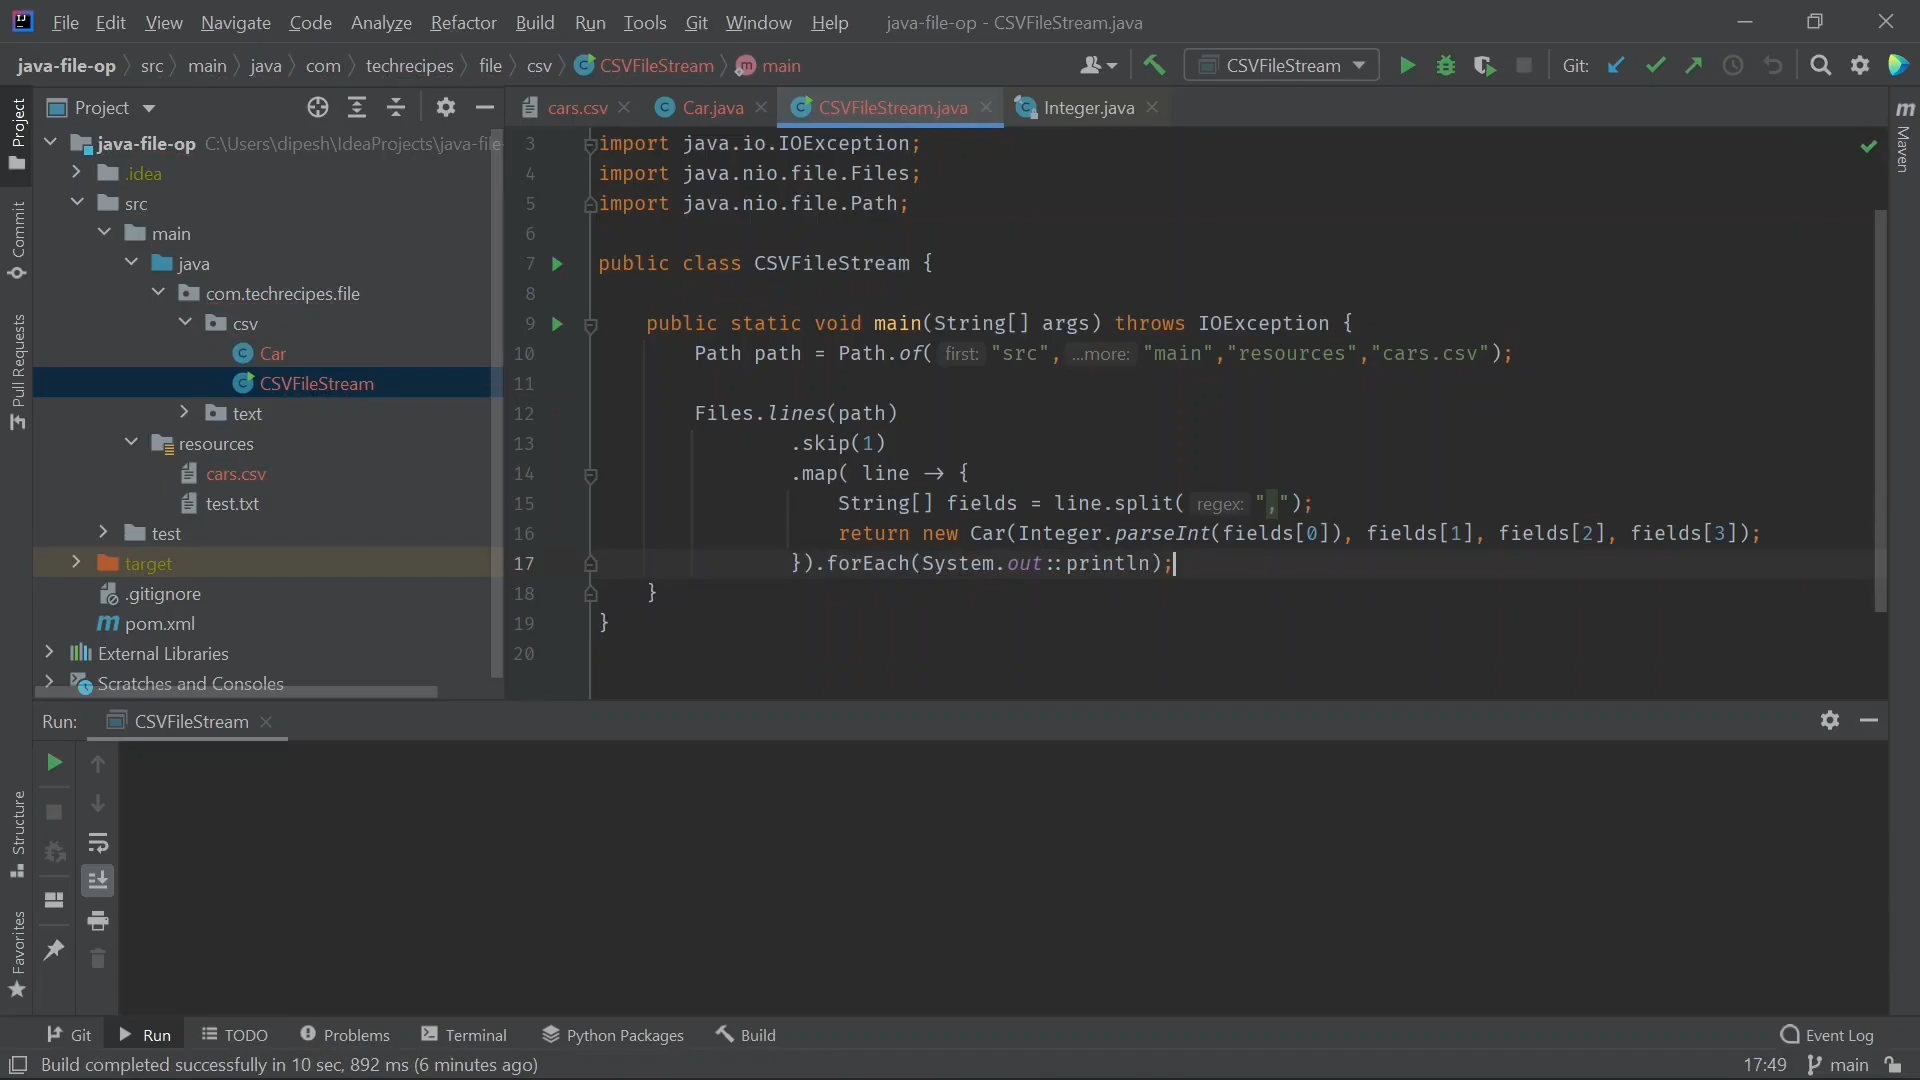 File Edit View Navigate Code Analyze Refactor Build Run Tools Git Window Help java-file-op - CSVFileStream.java
java-file-op src main java com techrecipes file csv CSVFileStream m main CSVFileStream Git:
Project
cars.csv Car.java CSVFileStream.java Integer.java
java-file-op C:\Users\dipesh\IdeaProjects\java-file
.idea
src
main
java
com.techrecipes.file
csv
C Car
C CSVFileStream
text
resources
cars.csv
test.txt
test
target
.gitignore
m pom.xml
External Libraries
Scratches and Consoles
3 import java.io.IOException;
4 import java.nio.file.Files;
5 import java.nio.file.Path;
6
7 public class CSVFileStream {
8
9 public static void main(String[] args) throws IOException {
10 Path path = Path.of( first: "src", ...more: "main","resources","cars.csv");
11
12 Files.lines(path)
13 .skip(1)
14 .map( line → {
15 String[] fields = line.split( regex: ",");
16 return new Car(Integer.parseInt(fields[0]), fields[1], fields[2], fields[3]);
17 }).forEach(System.out::println);
18 }
19 }
20
Project
Commit
Pull Requests
Structure
Favorites
m Maven
Run: CSVFileStream
Git Run TODO Problems Terminal Python Packages Build Event Log
Build completed successfully in 10 sec, 892 ms (6 minutes ago) 17:49 main